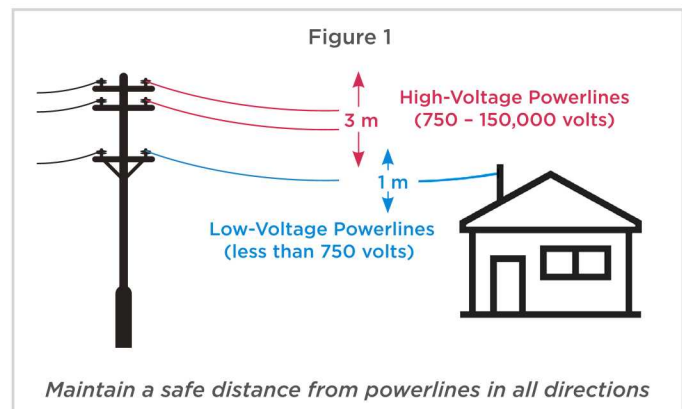 Figure 1
High-Voltage Powerlines
(750 – 150,000 volts)
3 m
1 m
Low-Voltage Powerlines
(less than 750 volts)
Maintain a safe distance from powerlines in all directions